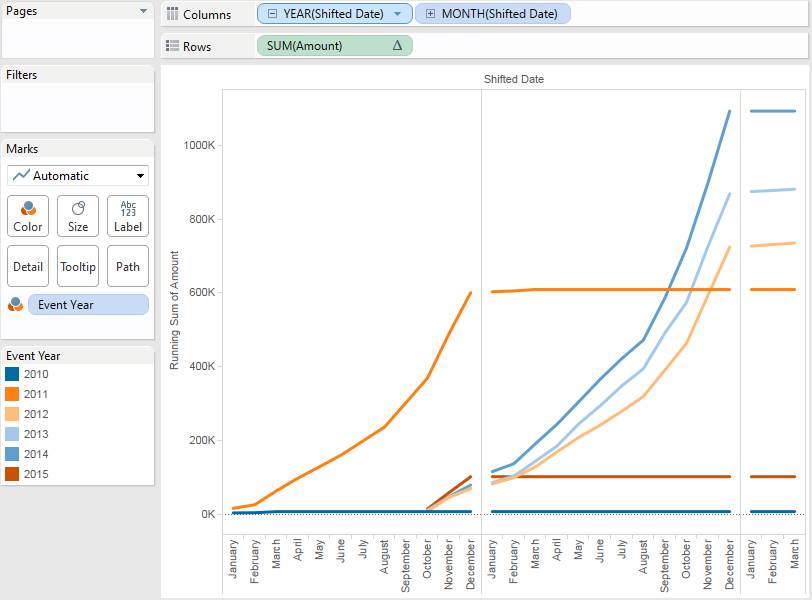 Pages
Columns
YEAR(Shifted Date)
MONTH(Shifted Date)
Rows
SUM(Amount) Δ
Filters
Marks
Automatic
Color
Size
Abc
123
Label
Detail
Tooltip
Path
Event Year
Event Year
2010
2011
2012
2013
2014
2015
Shifted Date
Running Sum of Amount
1000K
800K
600K
400K
200K
0K
January
February
March
April
May
June
July
August
September
October
November
December
January
February
March
April
May
June
July
August
September
October
November
December
January
February
March